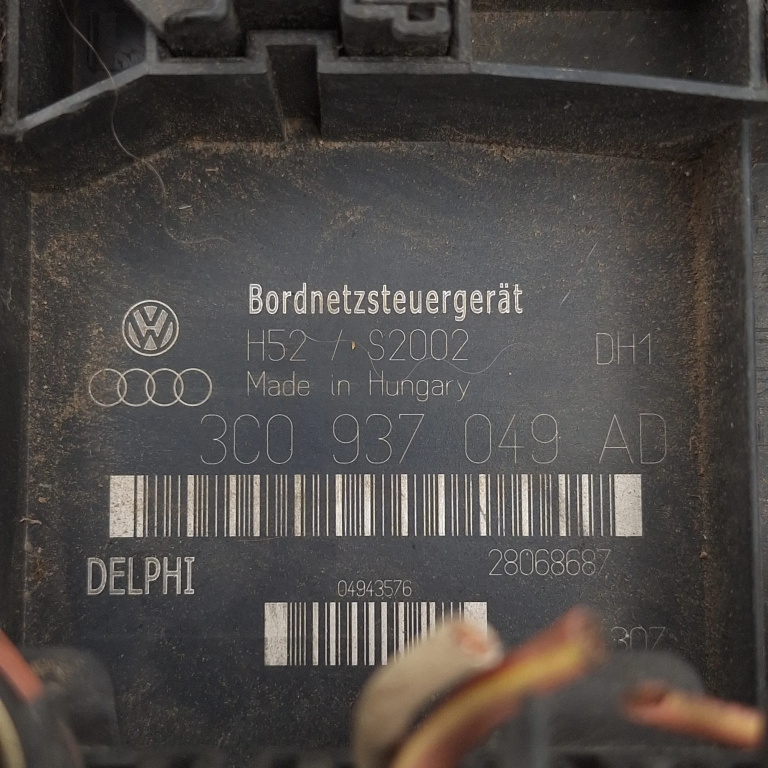 Bordnetzsteuergerät
H52 / S2002 DH1
Made in Hungary
3C0 937 049 AD
DELPHI 28068687
04943576